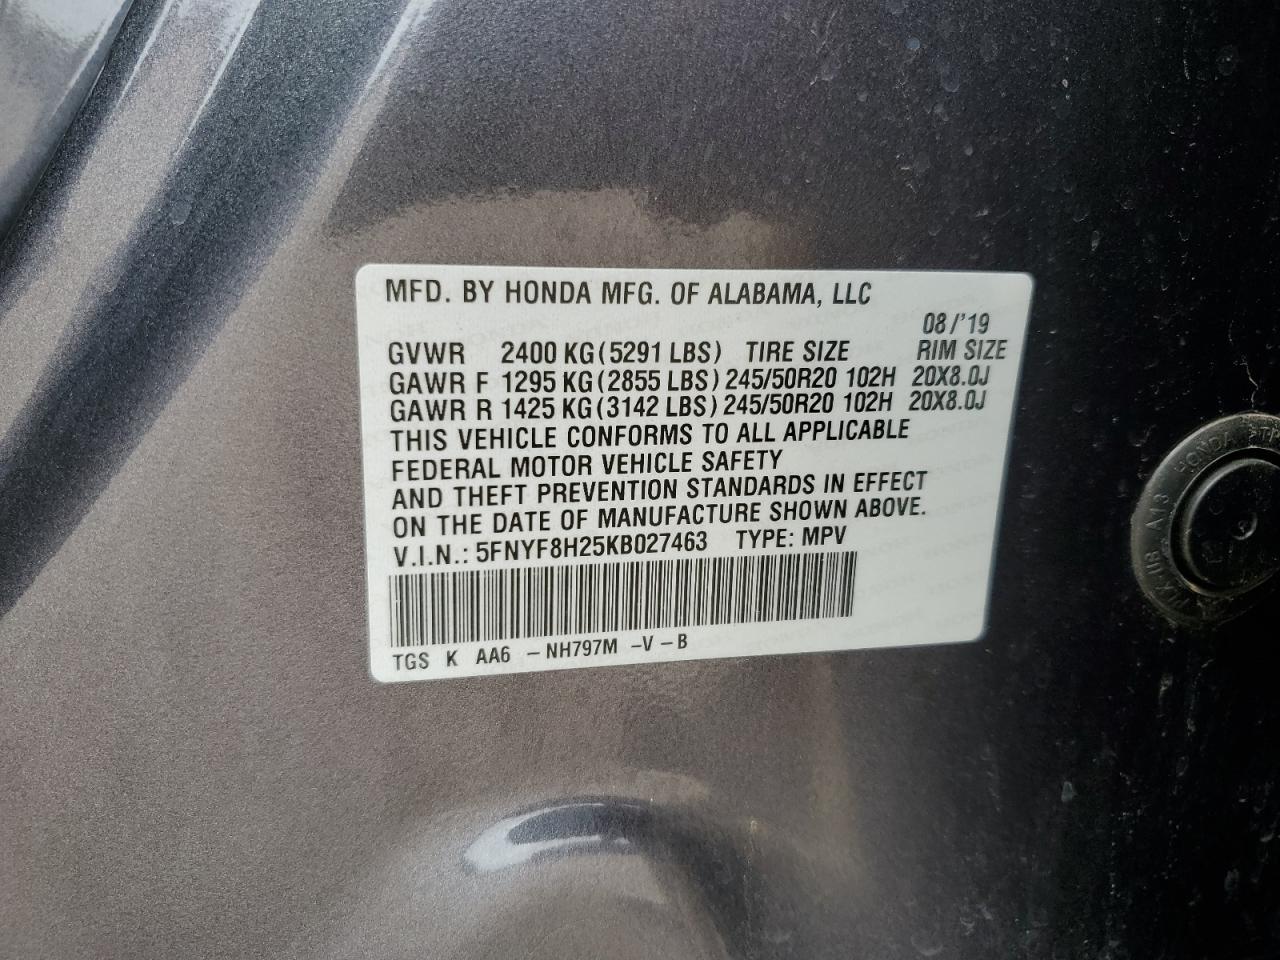 MFD. BY HONDA MFG. OF ALABAMA, LLC
08/'19
GVWR 2400 KG(5291 LBS) TIRE SIZE RIM SIZE
GAWR F 1295 KG(2855 LBS) 245/50R20 102H 20X8.0J
GAWR R 1425 KG(3142 LBS) 245/50R20 102H 20X8.0J
THIS VEHICLE CONFORMS TO ALL APPLICABLE
FEDERAL MOTOR VEHICLE SAFETY
AND THEFT PREVENTION STANDARDS IN EFFECT
ON THE DATE OF MANUFACTURE SHOWN ABOVE.
V.I.N.: 5FNYF8H25KB027463 TYPE: MPV
TGS K AA6 -NH797M -V-B
HONDA
A13